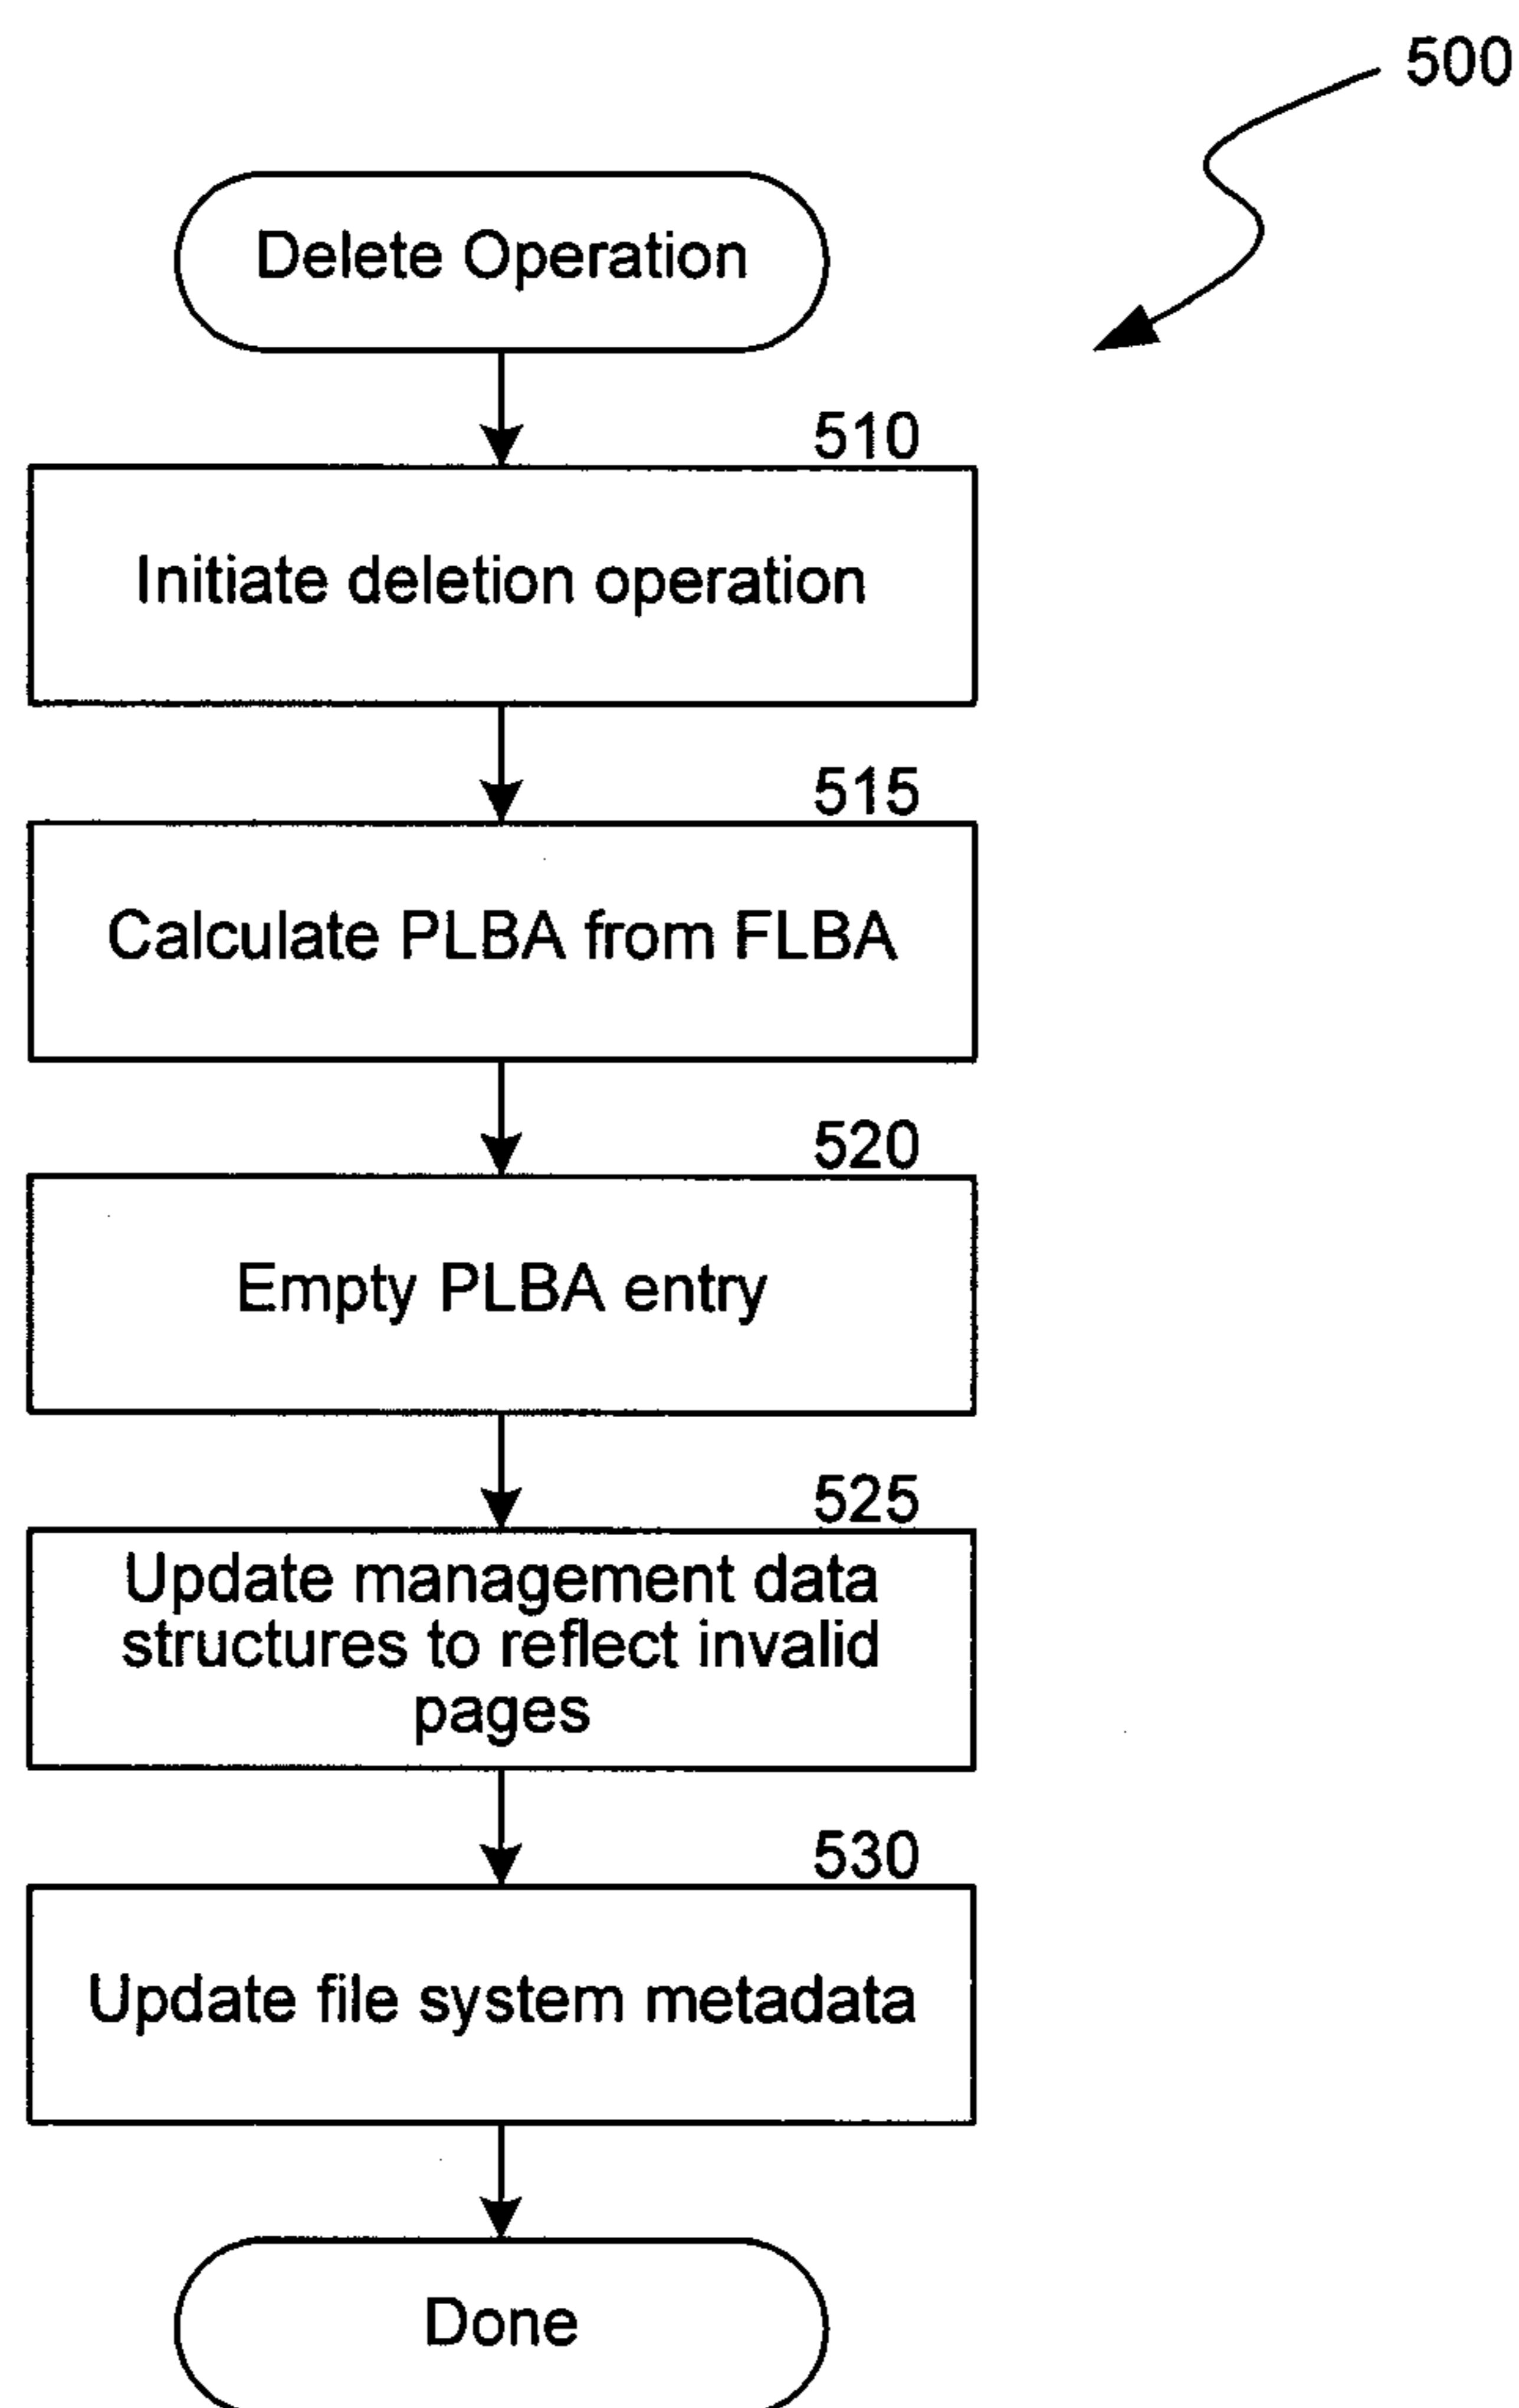 500
Delete Operation
510
Initiate deletion operation
515
Calculate PLBA from FLBA
520
Empty PLBA entry
525
Update management data
structures to reflect invalid
pages
530
Update file system metadata
Done